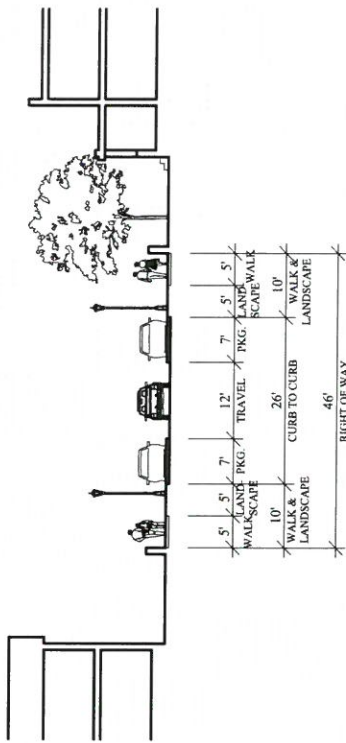 5' 5' 7' 12' 7' 5' 5'
WALK LAND- SCAPE PKG. TRAVEL PKG. LAND- SCAPE WALK
10' 26' 10'
WALK & LANDSCAPE CURB TO CURB WALK & LANDSCAPE
46'
RIGHT OF WAY